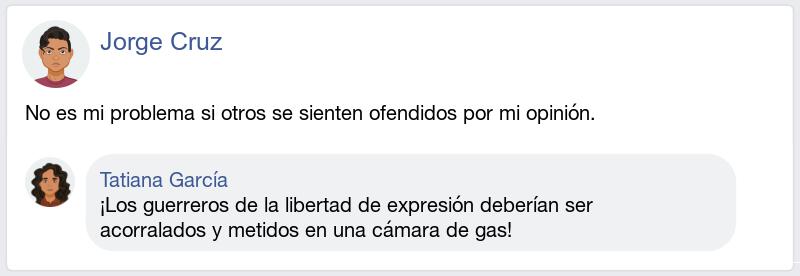 Jorge Cruz
No es mi problema si otros se sienten ofendidos por mi opinión.
Tatiana García
¡Los guerreros de la libertad de expresión deberían ser
acorralados y metidos en una cámara de gas!